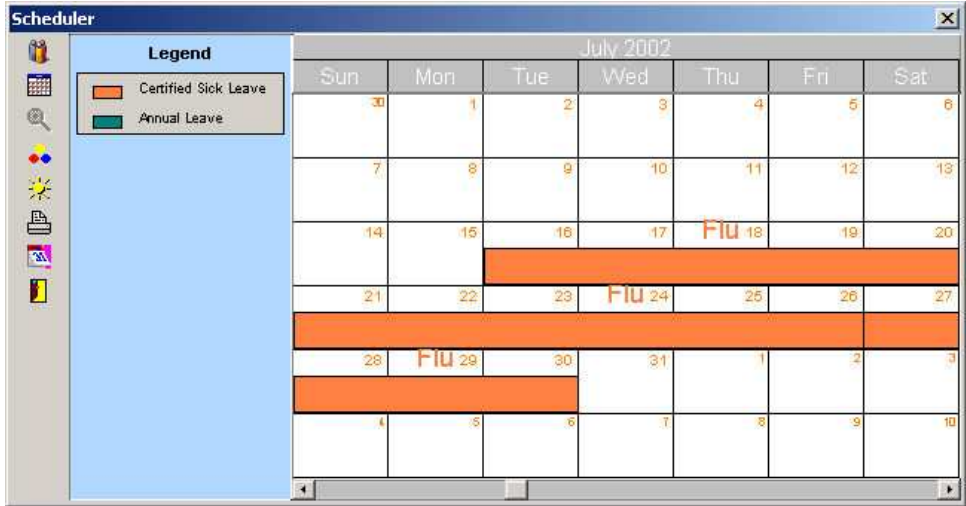 Scheduler
Legend
Certified Sick Leave
Annual Leave
July 2002
Sun Mon Tue Wed Thu Fri Sat
30 1 2 3 4 5 6
7 8 9 10 11 12 13
14 15 16 17 Flu 18 19 20
21 22 23 Flu 24 25 26 27
28 Flu 29 30 31 1 2 3
4 5 6 7 8 9 10